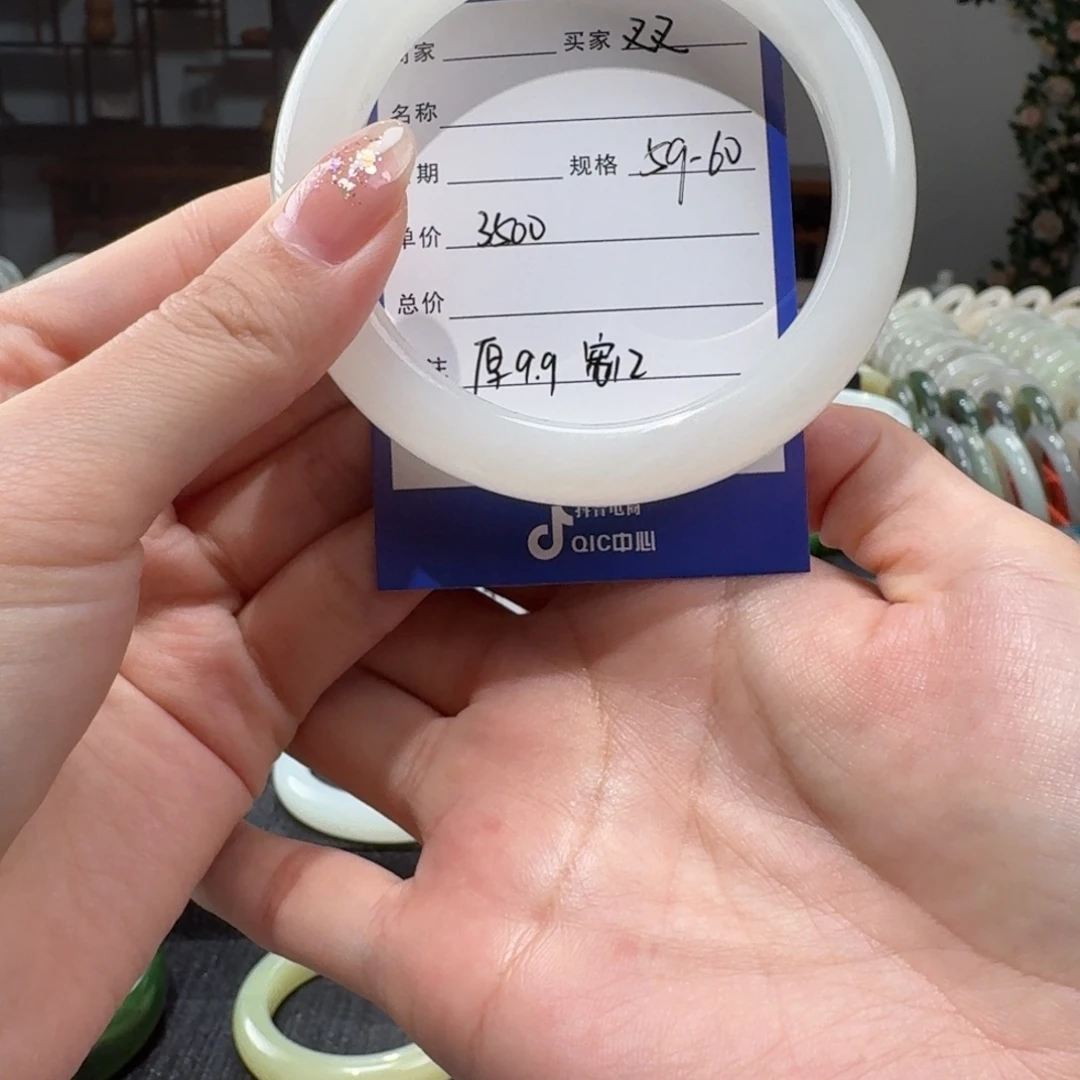 家 买家 双双
名称
期 规格 59-60
单价 3500
总价
注 厚9.9 宽12
抖音电商
QIC中心